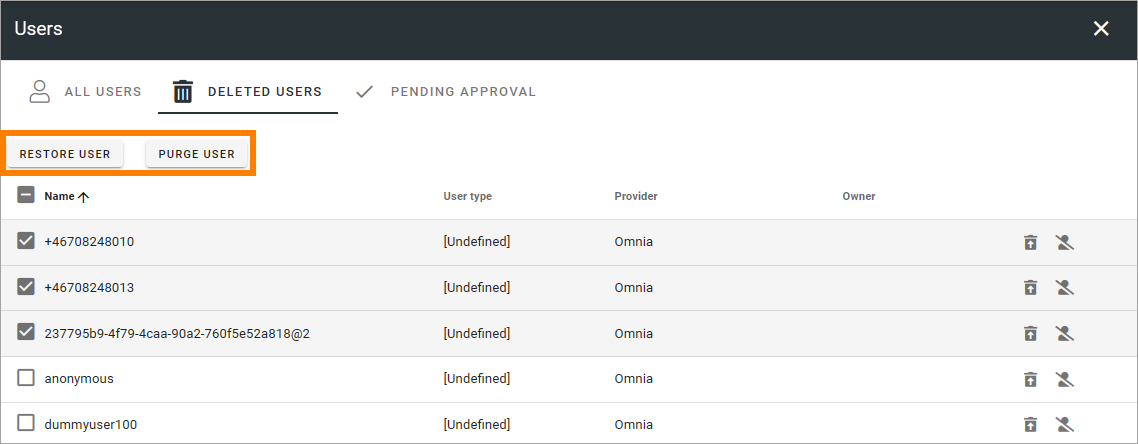 Users
ALL USERS DELETED USERS PENDING APPROVAL
RESTORE USER PURGE USER
Name User type Provider Owner
+46708248010 [Undefined] Omnia
+46708248013 [Undefined] Omnia
237795b9-4f79-4caa-90a2-760f5e52a818@2 [Undefined] Omnia
anonymous [Undefined] Omnia
dummyuser100 [Undefined] Omnia